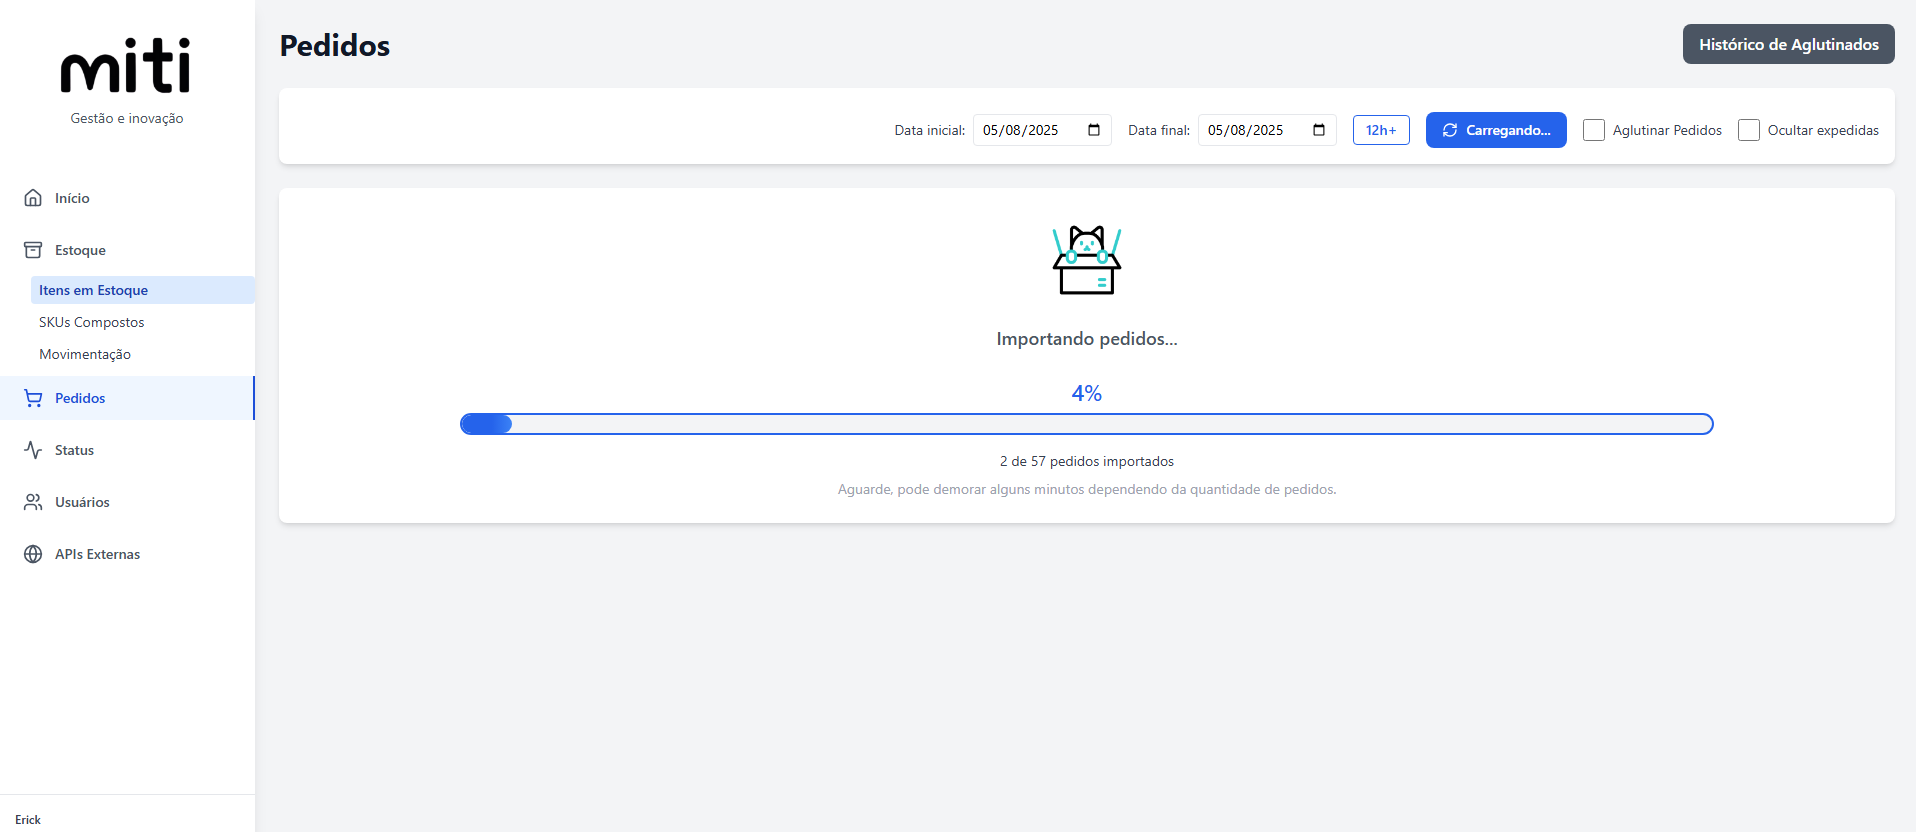 miti
Gestão e inovação
Início
Estoque
Itens em Estoque
SKUs Compostos
Movimentação
Pedidos
Status
Usuários
APIs Externas
Erick
Pedidos
Histórico de Aglutinados
Data inicial: 05/08/2025 Data final: 05/08/2025 12h+ Carregando... Aglutinar Pedidos Ocultar expedidas
Importando pedidos...
4%
2 de 57 pedidos importados
Aguarde, pode demorar alguns minutos dependendo da quantidade de pedidos.